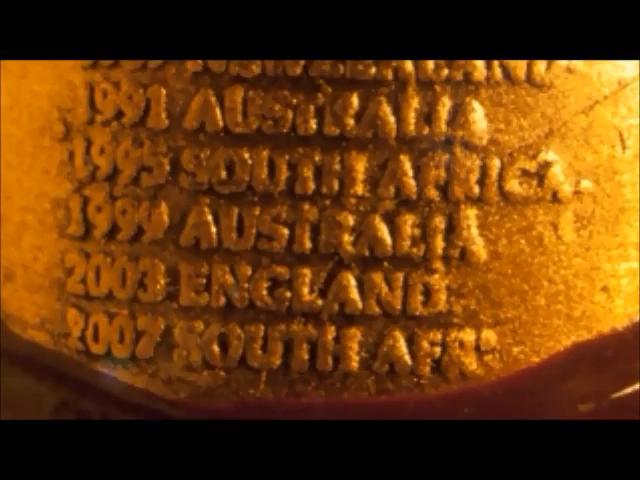 1991 AUSTRALIA
1995 SOUTH AFRICA
1999 AUSTRALIA
2003 ENGLAND
2007 SOUTH AFR